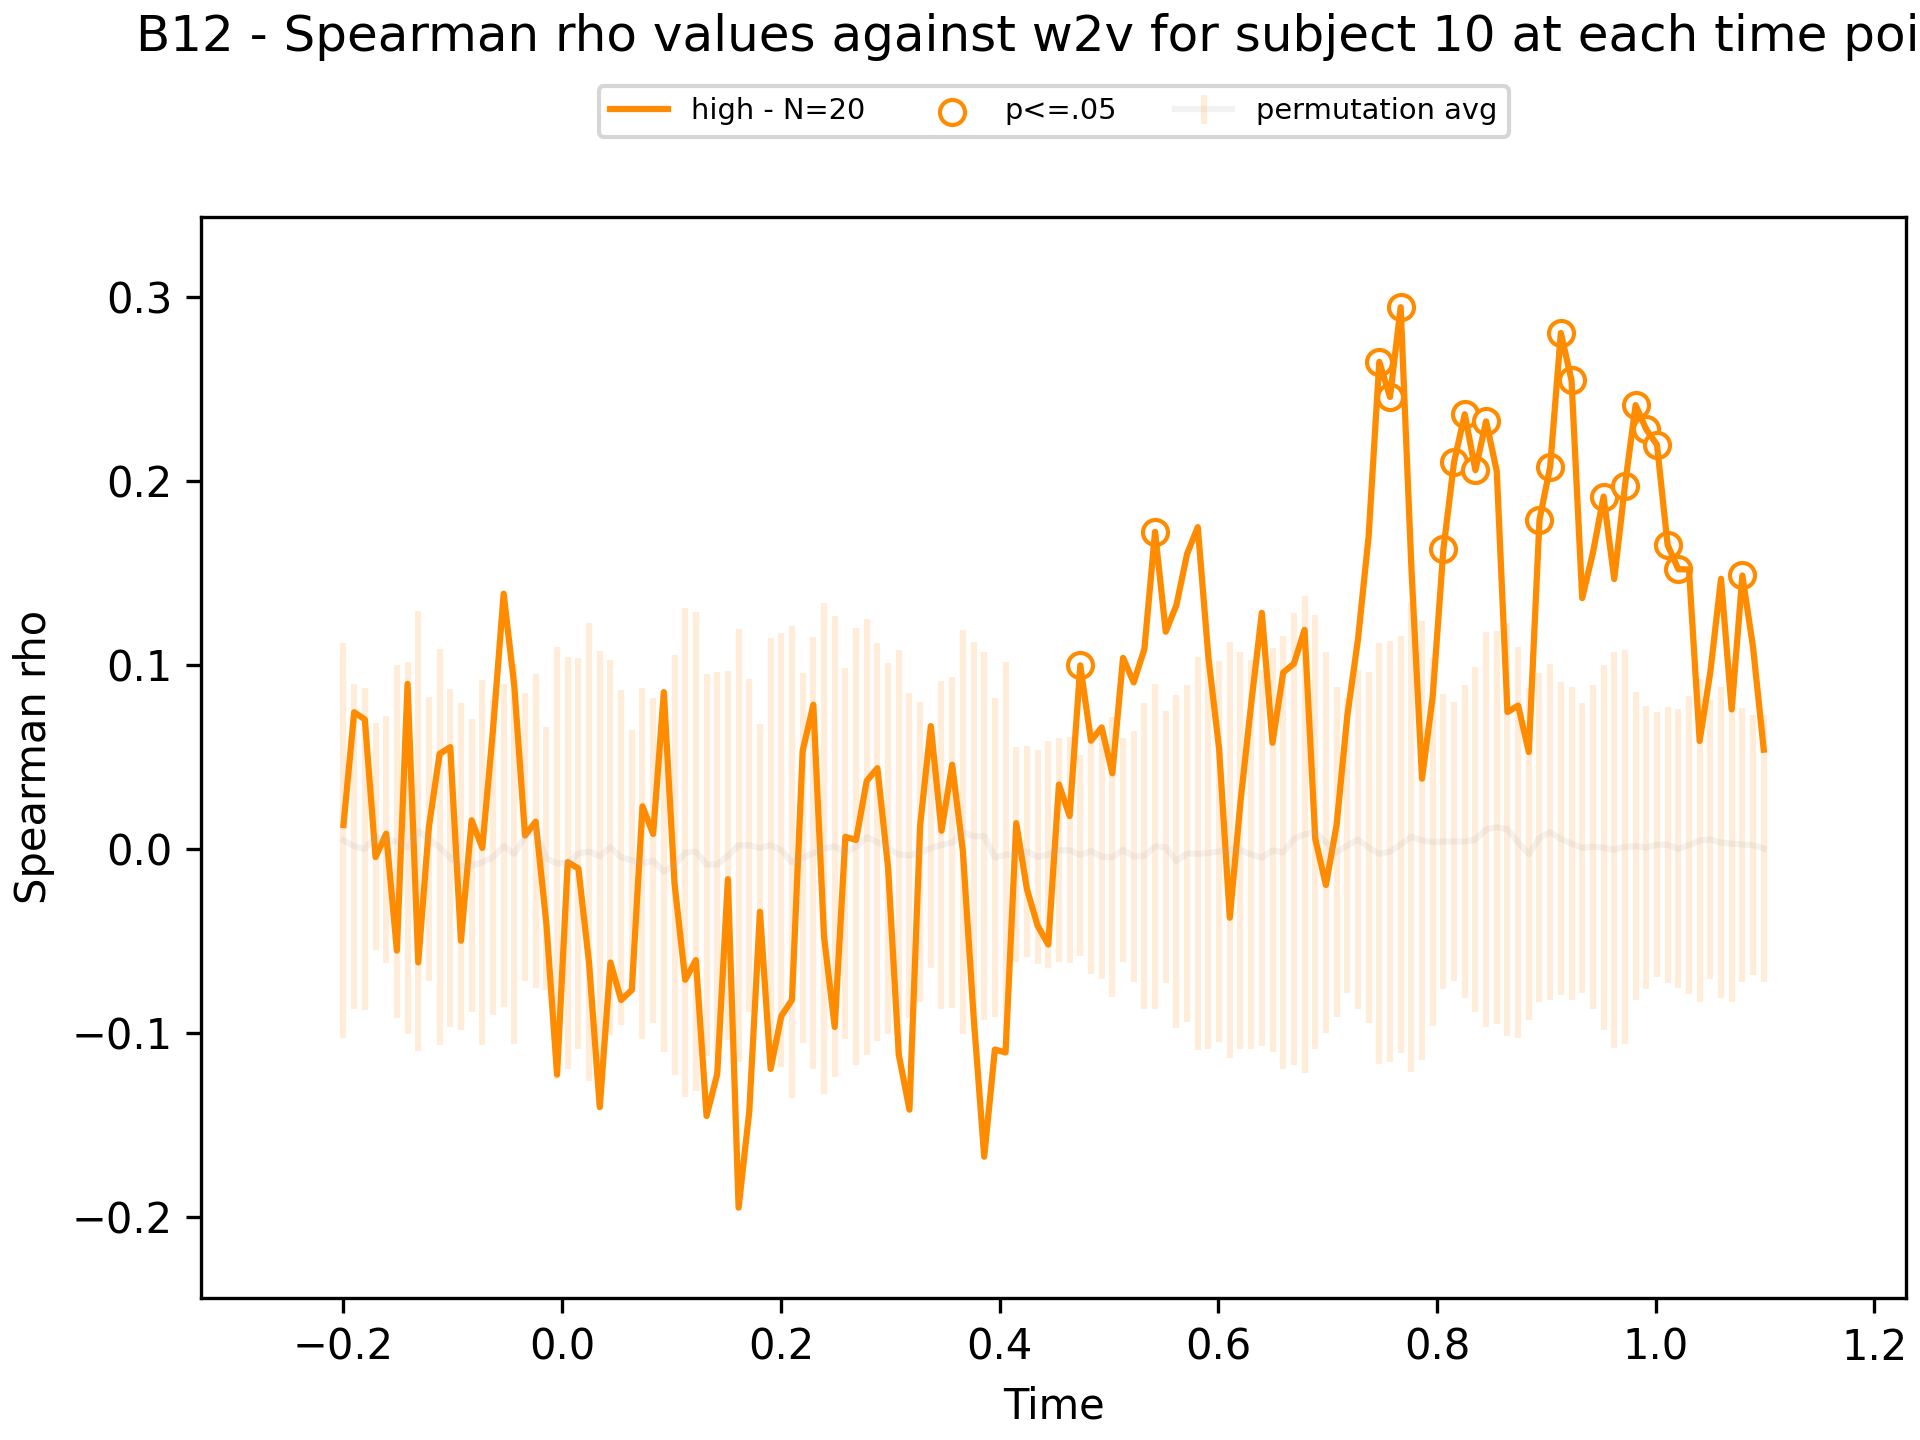 B12 - Spearman rho values against w2v for subject 10 at each time poi
high - N=20 p<=.05 permutation avg
0.3
0.2
0.1
0.0
−0.1
−0.2
Spearman rho
−0.2 0.0 0.2 0.4 0.6 0.8 1.0 1.2
Time